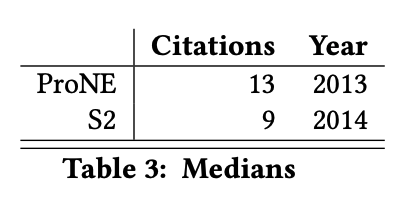 Citations Year
ProNE 13 2013
S2 9 2014
Table 3: Medians